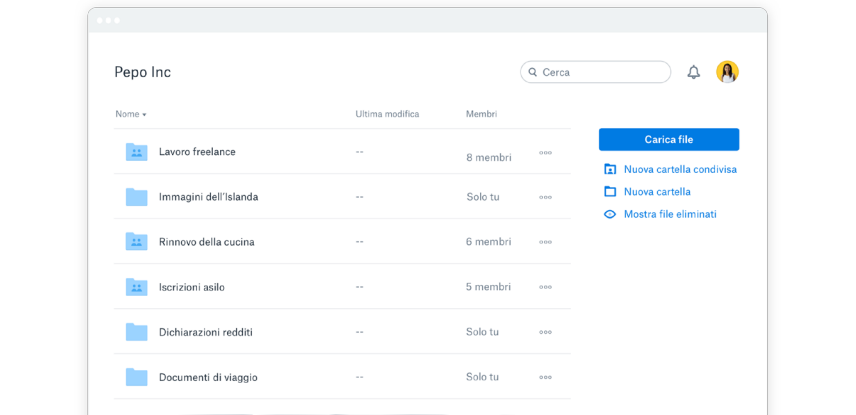 Pepo Inc
Cerca
Nome Ultima modifica Membri
Lavoro freelance -- 8 membri
Immagini dell'Islanda -- Solo tu
Rinnovo della cucina -- 6 membri
Iscrizioni asilo -- 5 membri
Dichiarazioni redditi -- Solo tu
Documenti di viaggio -- Solo tu
Carica file
Nuova cartella condivisa
Nuova cartella
Mostra file eliminati